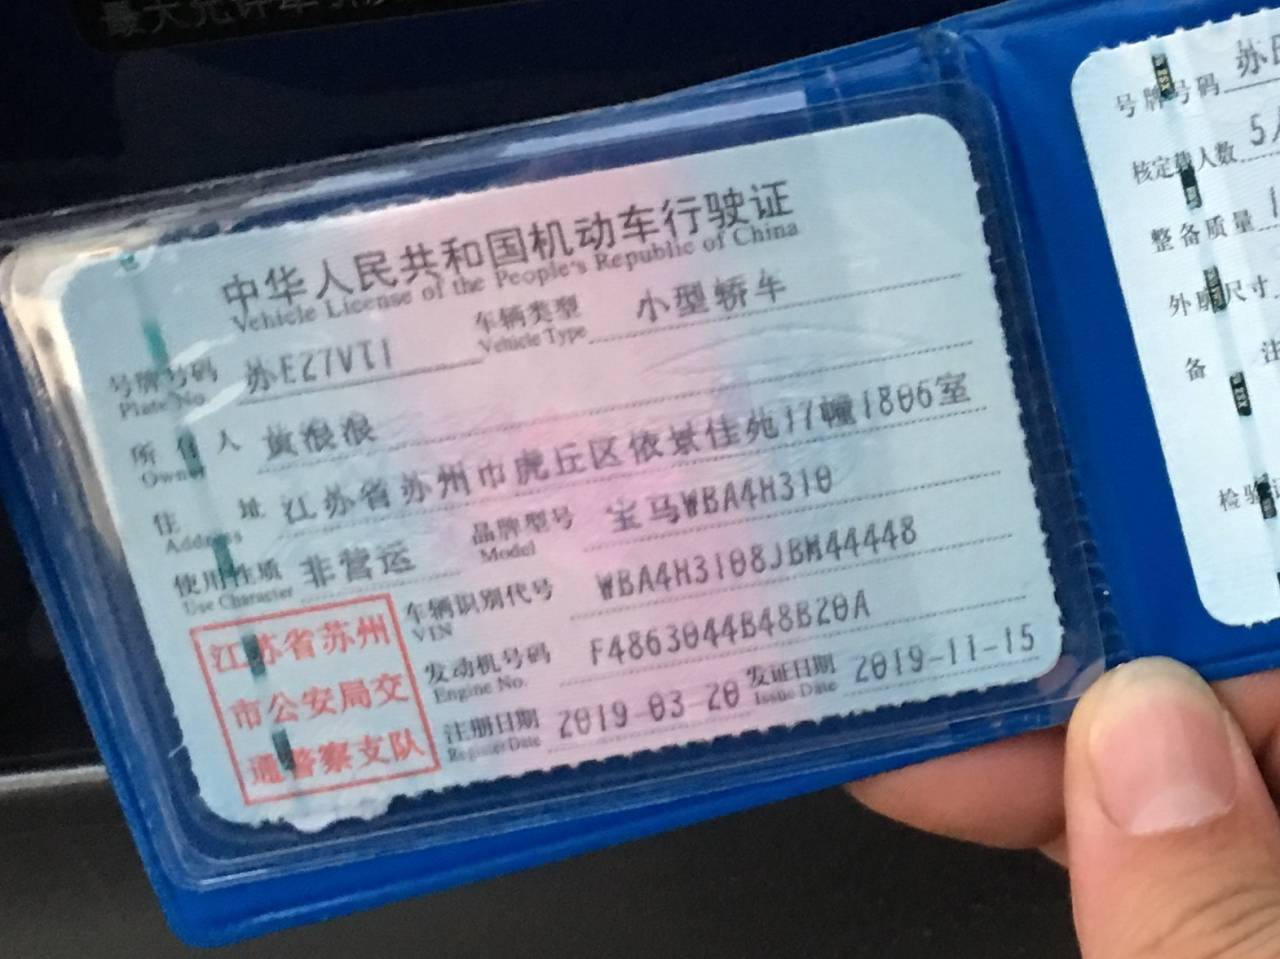 中华人民共和国机动车行驶证
Vehicle License of the People's Republic of China
号牌号码 苏E27VT1 车辆类型 小型轿车
Plate No. Vehicle Type
所有人 黄浪浪
Owner
住址 江苏省苏州市虎丘区依景佳苑17幢1806室
Address
使用性质 非营运 品牌型号 宝马WBA4H310
Use Character Model
车辆识别代号 WBA4H3108JBM44448
VIN
发动机号码 F4863044B48B20A
Engine No.
注册日期 2019-03-20 发证日期 2019-11-15
Register Date Issue Date
江苏省苏州
市公安局交
通警察支队
号牌号码 苏E
核定载人数 5人
整备质量
外廓尺寸
备注
检验记